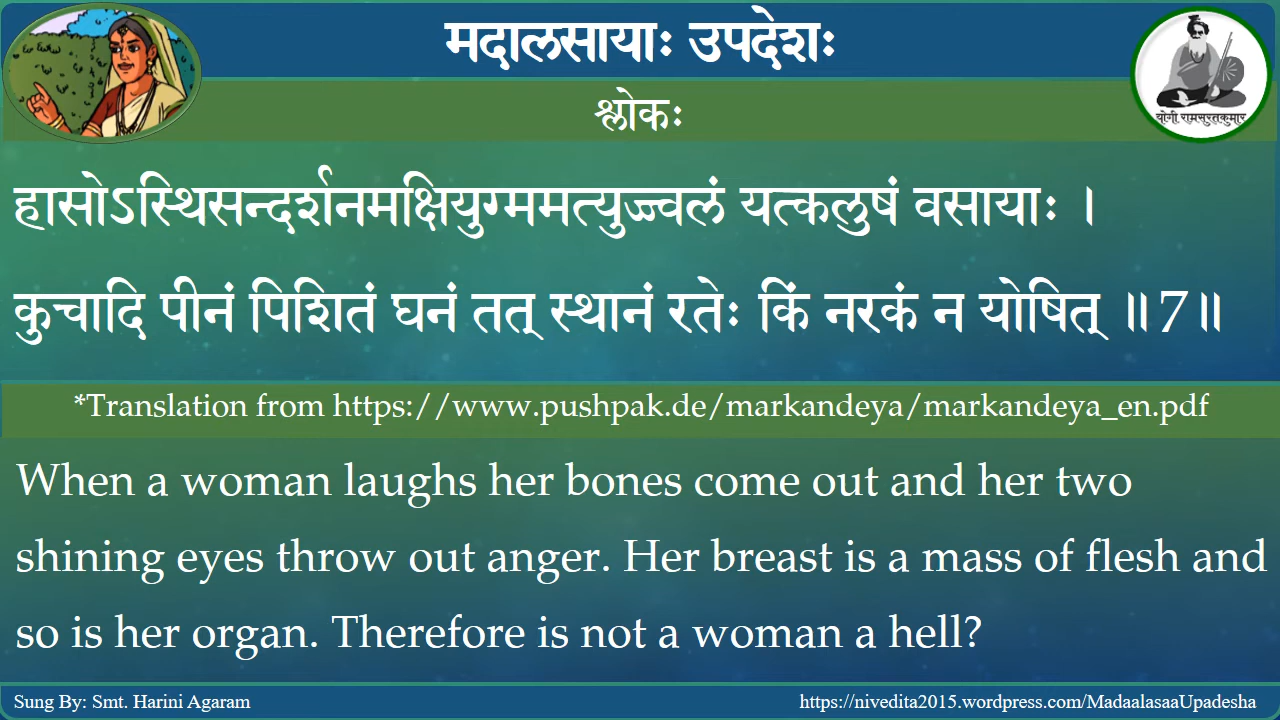 मदालसायाः उपदेशः
योगी रामसुरतकुमार
श्लोकः
हासोऽस्थिसन्दर्शनमक्षियुग्ममत्युज्ज्वलं यत्कलुषं वसायाः ।
कुचादि पीनं पिशितं घनं तत् स्थानं रतेः किं नरकं न योषित् ॥7॥
*Translation from https://www.pushpak.de/markandeya/markandeya_en.pdf
When a woman laughs her bones come out and her two
shining eyes throw out anger. Her breast is a mass of flesh and
so is her organ. Therefore is not a woman a hell?
Sung By: Smt. Harini Agaram
https://nivedita2015.wordpress.com/MadaalasaaUpadesha